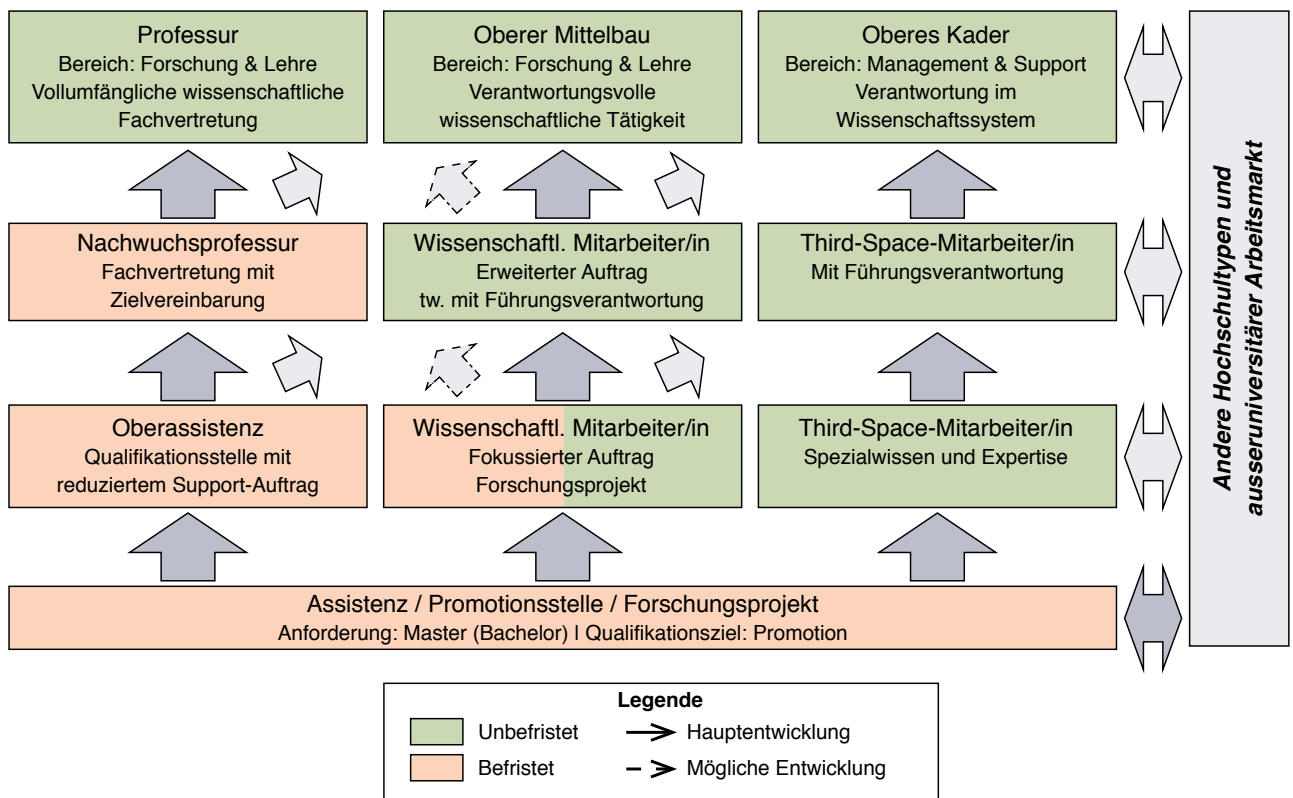 Professur
Bereich: Forschung & Lehre
Vollumfängliche wissenschaftliche
Fachvertretung
Oberer Mittelbau
Bereich: Forschung & Lehre
Verantwortungsvolle
wissenschaftliche Tätigkeit
Oberes Kader
Bereich: Management & Support
Verantwortung im
Wissenschaftssystem
Nachwuchsprofessur
Fachvertretung mit
Zielvereinbarung
Wissenschaftl. Mitarbeiter/in
Erweiterter Auftrag
tw. mit Führungsverantwortung
Third-Space-Mitarbeiter/in
Mit Führungsverantwortung
Oberassistenz
Qualifikationsstelle mit
reduziertem Support-Auftrag
Wissenschaftl. Mitarbeiter/in
Fokussierter Auftrag
Forschungsprojekt
Third-Space-Mitarbeiter/in
Spezialwissen und Expertise
Assistenz / Promotionsstelle / Forschungsprojekt
Anforderung: Master (Bachelor) I Qualifikationsziel: Promotion
Andere Hochschultypen und
ausseruniversitärer Arbeitsmarkt
Legende
Unbefristet
Hauptentwicklung
Befristet
Mögliche Entwicklung